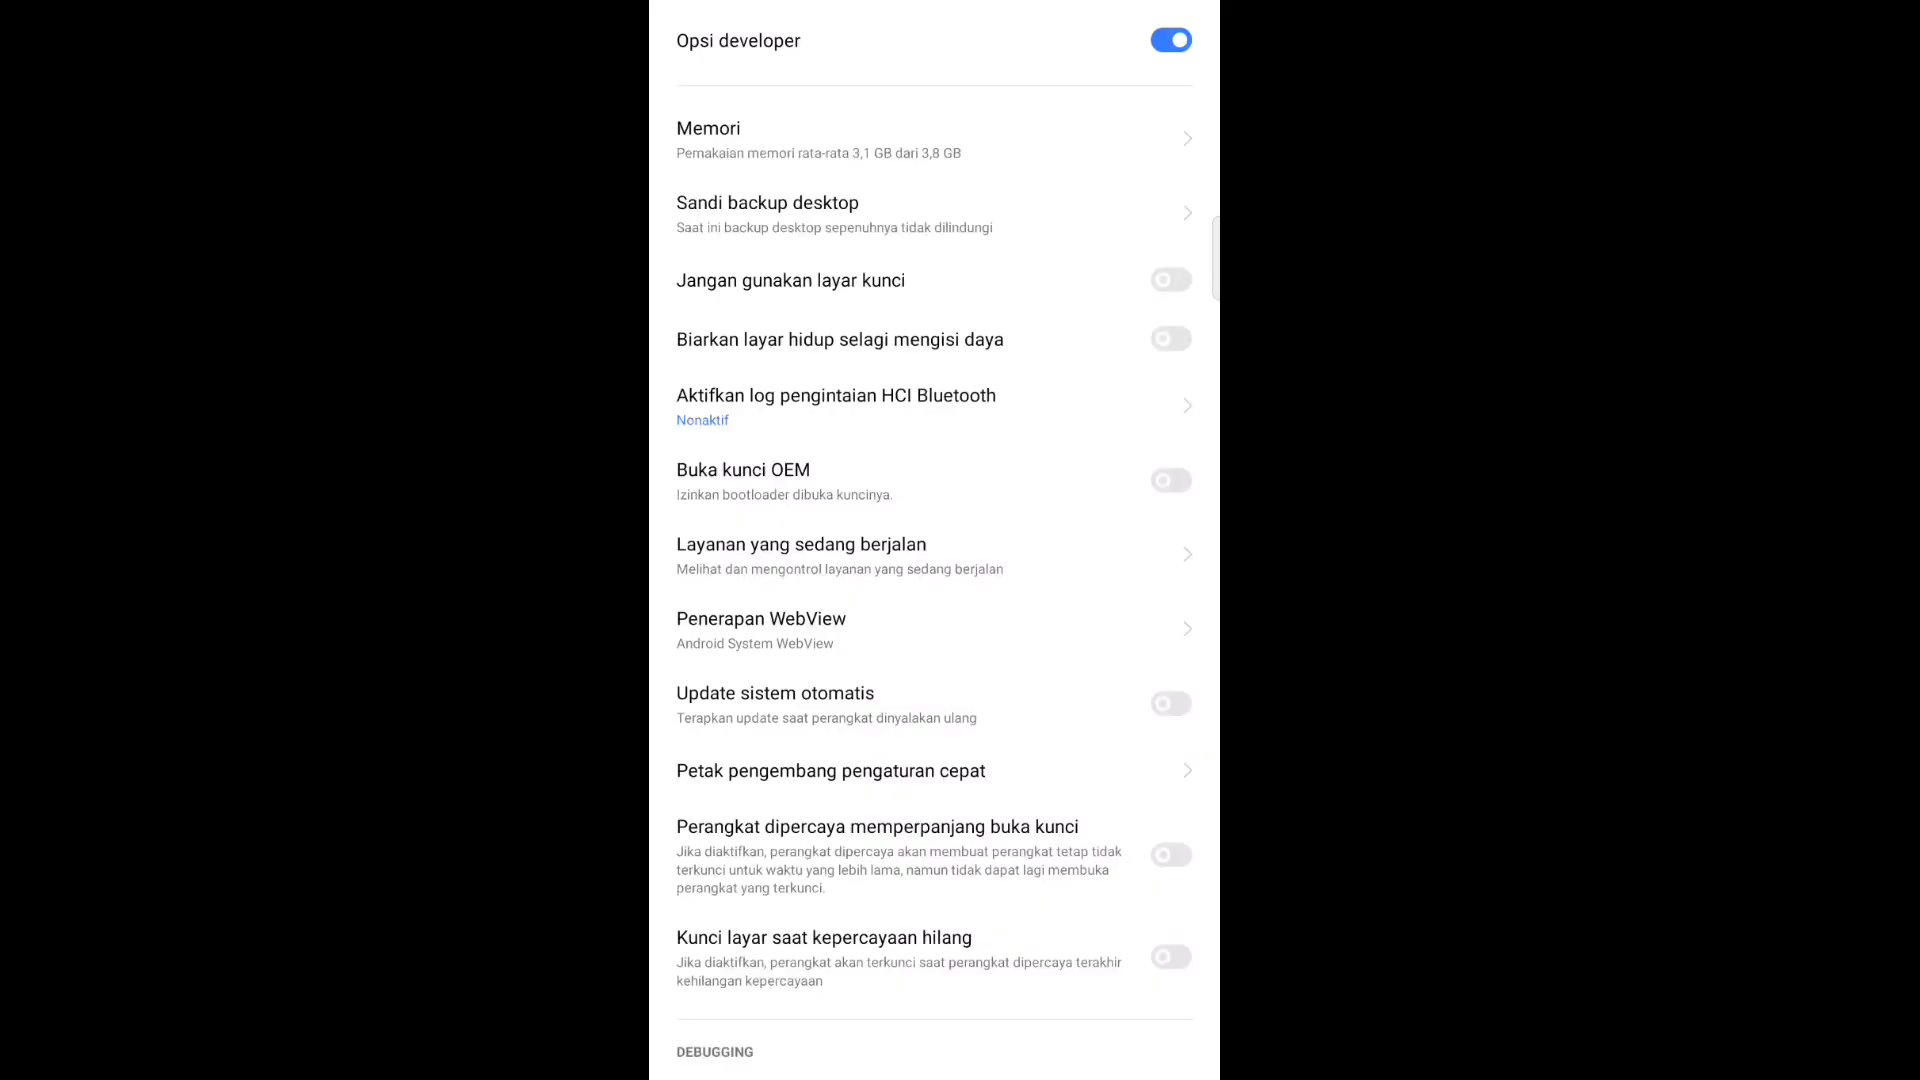 Opsi developer
Memori
Pemakaian memori rata-rata 3,1 GB dari 3,8 GB
Sandi backup desktop
Saat ini backup desktop sepenuhnya tidak dilindungi
Jangan gunakan layar kunci
Biarkan layar hidup selagi mengisi daya
Aktifkan log pengintaian HCI Bluetooth
Nonaktif
Buka kunci OEM
Izinkan bootloader dibuka kuncinya.
Layanan yang sedang berjalan
Melihat dan mengontrol layanan yang sedang berjalan
Penerapan WebView
Android System WebView
Update sistem otomatis
Terapkan update saat perangkat dinyalakan ulang
Petak pengembang pengaturan cepat
Perangkat dipercaya memperpanjang buka kunci
Jika diaktifkan, perangkat dipercaya akan membuat perangkat tetap tidak
terkunci untuk waktu yang lebih lama, namun tidak dapat lagi membuka
perangkat yang terkunci.
Kunci layar saat kepercayaan hilang
Jika diaktifkan, perangkat akan terkunci saat perangkat dipercaya terakhir
kehilangan kepercayaan
DEBUGGING